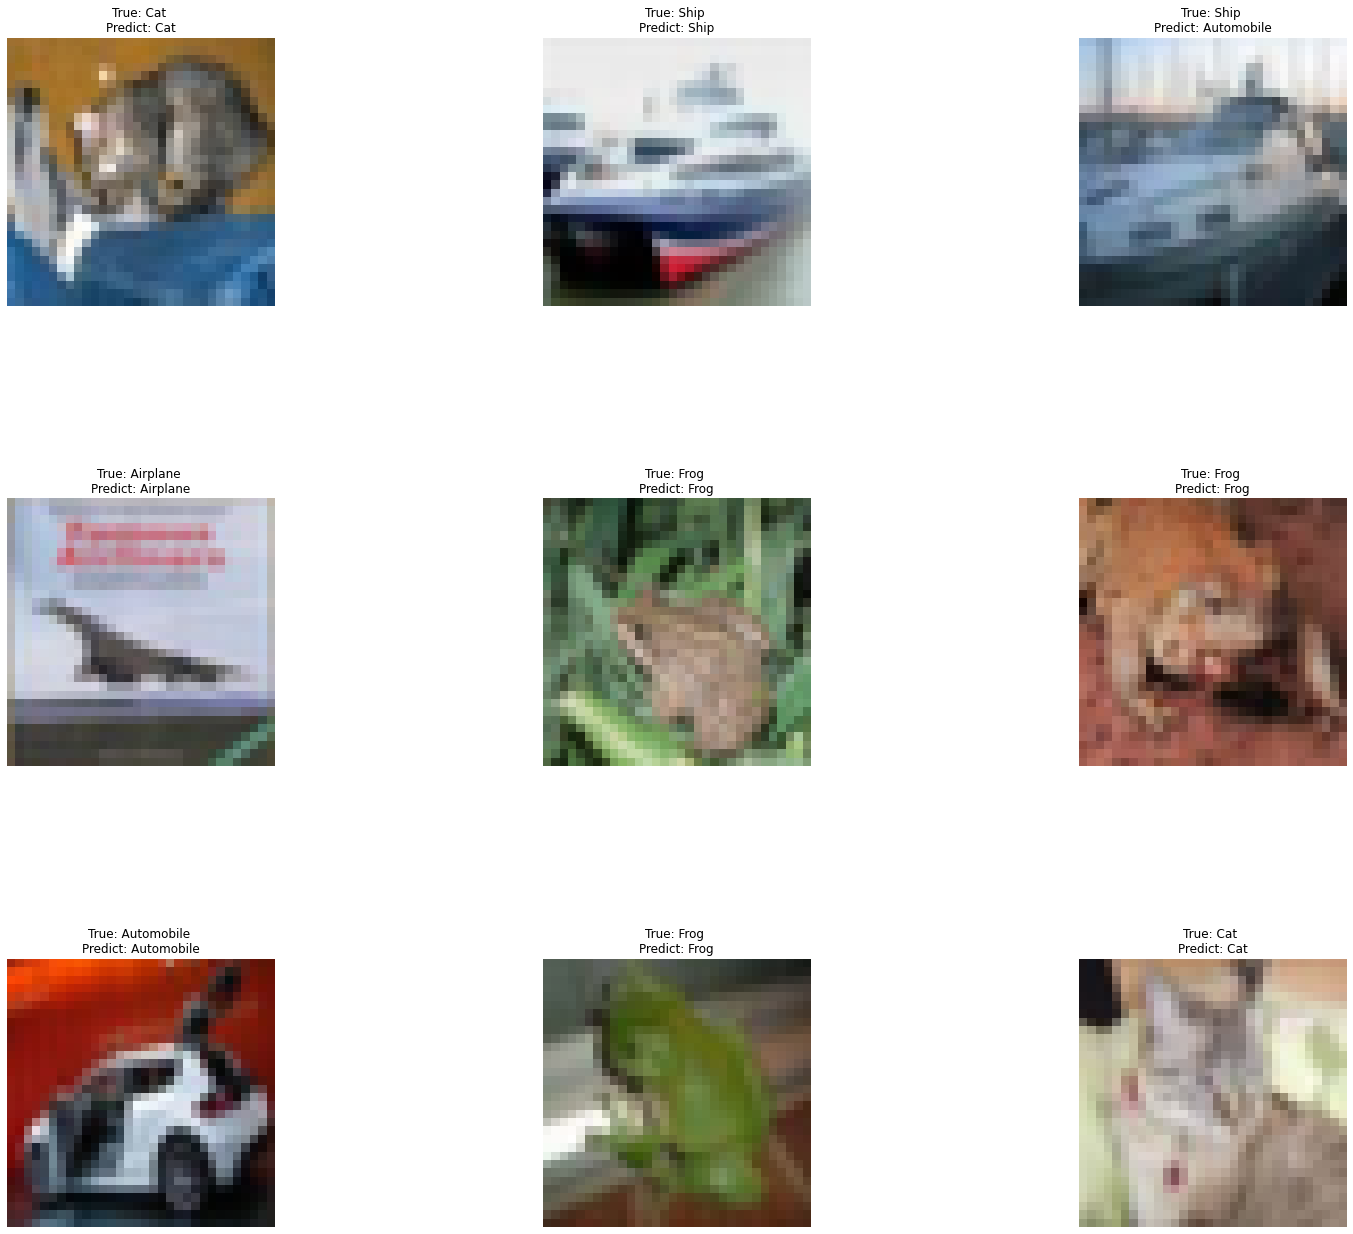 True: Cat
Predict: Cat
True: Ship
Predict: Ship
True: Ship
Predict: Automobile
True: Airplane
Predict: Airplane
True: Frog
Predict: Frog
True: Frog
Predict: Frog
True: Automobile
Predict: Automobile
True: Frog
Predict: Frog
True: Cat
Predict: Cat